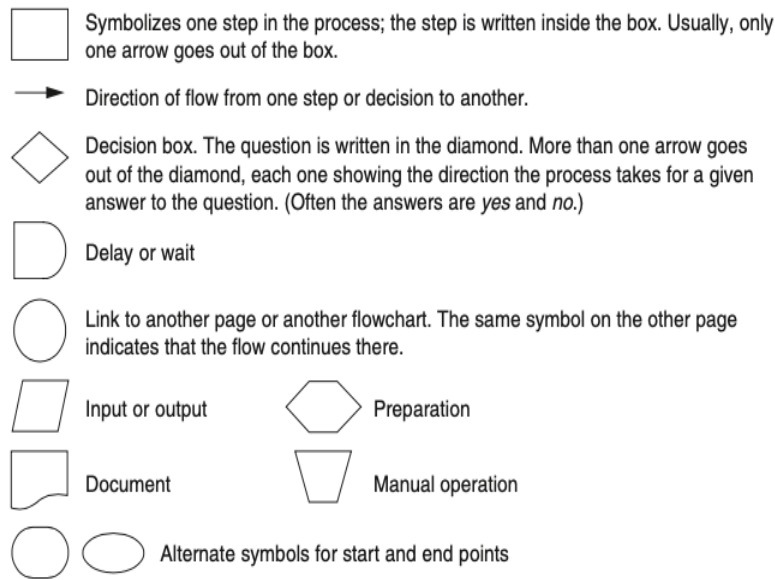 Symbolizes one step in the process; the step is written inside the box. Usually, only
one arrow goes out of the box.
Direction of flow from one step or decision to another.
Decision box. The question is written in the diamond. More than one arrow goes
out of the diamond, each one showing the direction the process takes for a given
answer to the question. (Often the answers are yes and no.)
Delay or wait
Link to another page or another flowchart. The same symbol on the other page
indicates that the flow continues there.
Input or output
Preparation
Document
Manual operation
Alternate symbols for start and end points